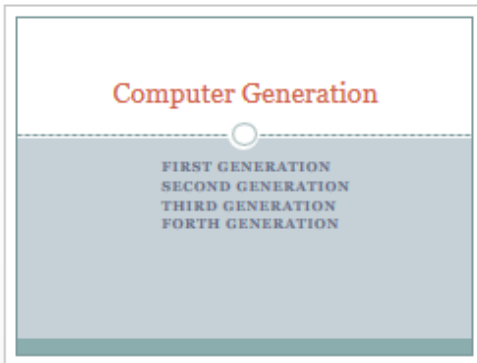 Computer Generation
FIRST GENERATION
SECOND GENERATION
THIRD GENERATION
FORTH GENERATION